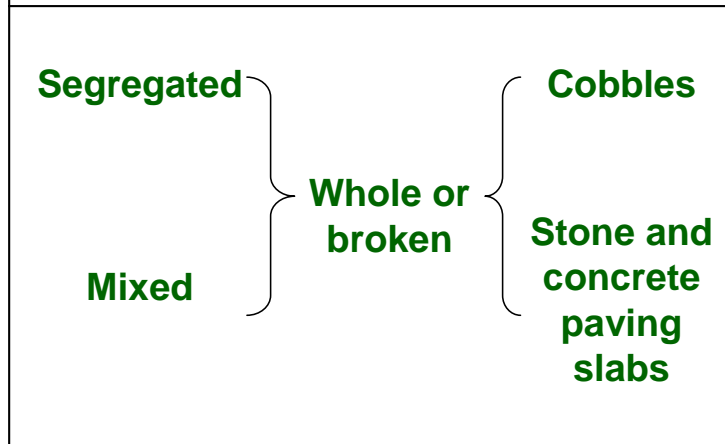 Segregated
Mixed
Whole or
broken
Cobbles
Stone and
concrete
paving
slabs